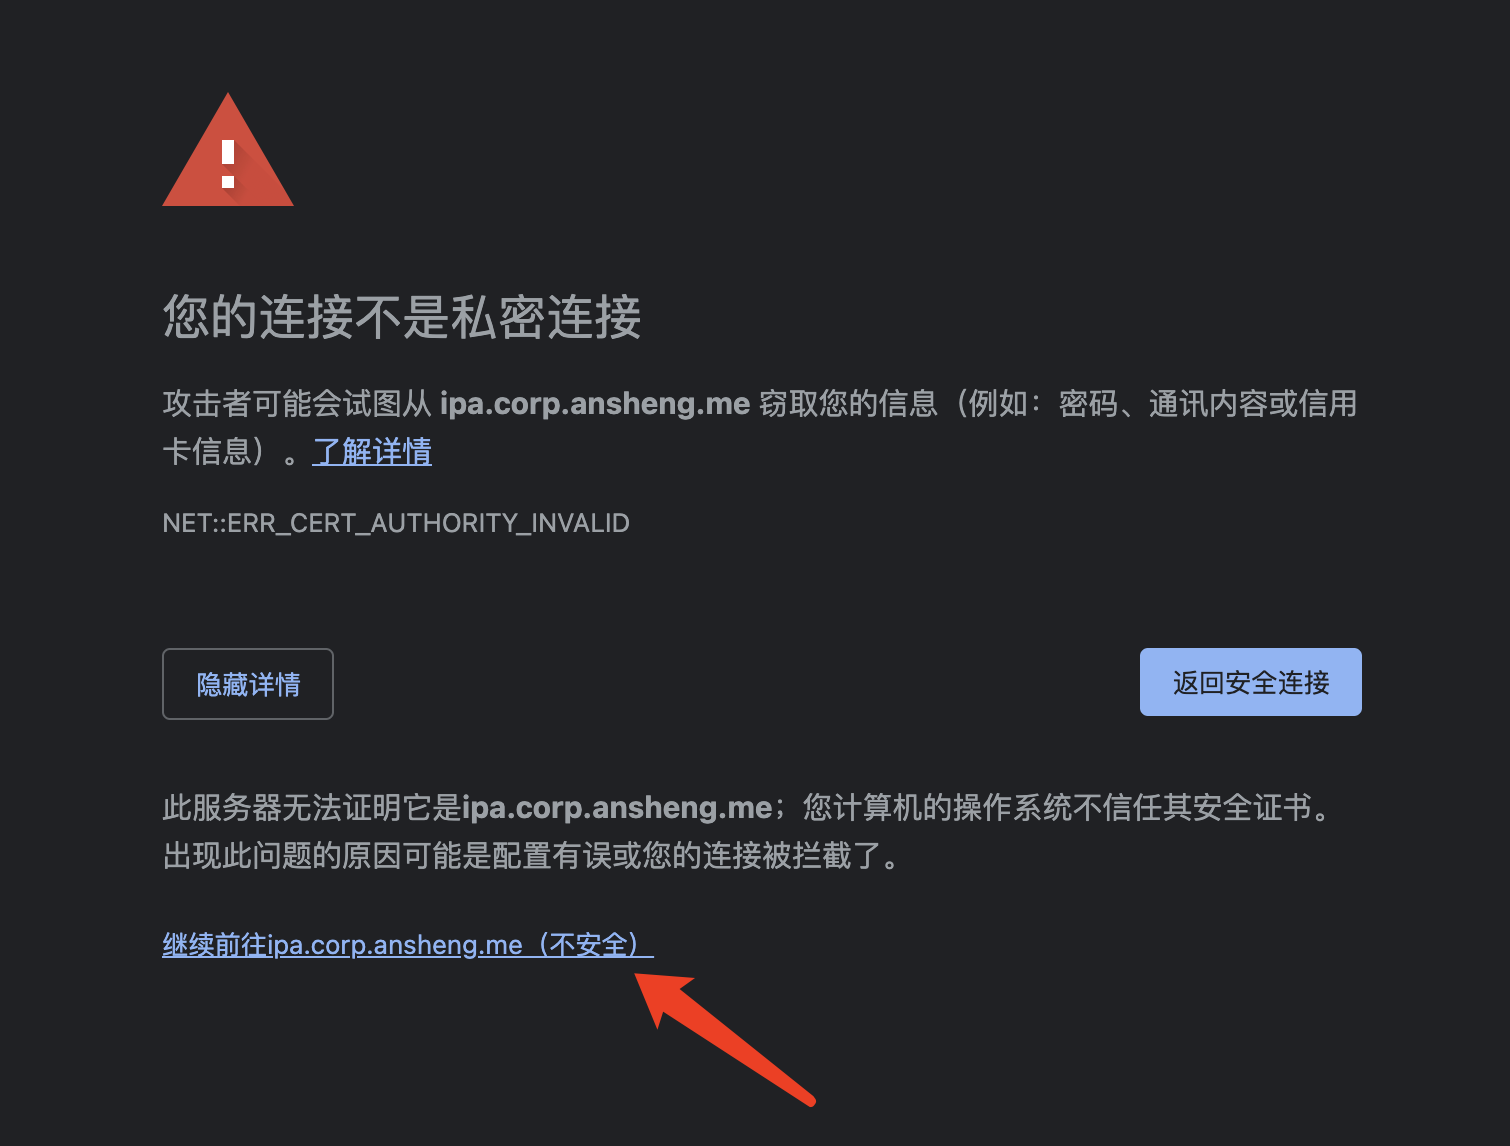 您的连接不是私密连接
攻击者可能会试图从 ipa.corp.ansheng.me 窃取您的信息（例如：密码、通讯内容或信用
卡信息）。了解详情
NET::ERR_CERT_AUTHORITY_INVALID
隐藏详情
返回安全连接
此服务器无法证明它是ipa.corp.ansheng.me；您计算机的操作系统不信任其安全证书。
出现此问题的原因可能是配置有误或您的连接被拦截了。
继续前往ipa.corp.ansheng.me（不安全）